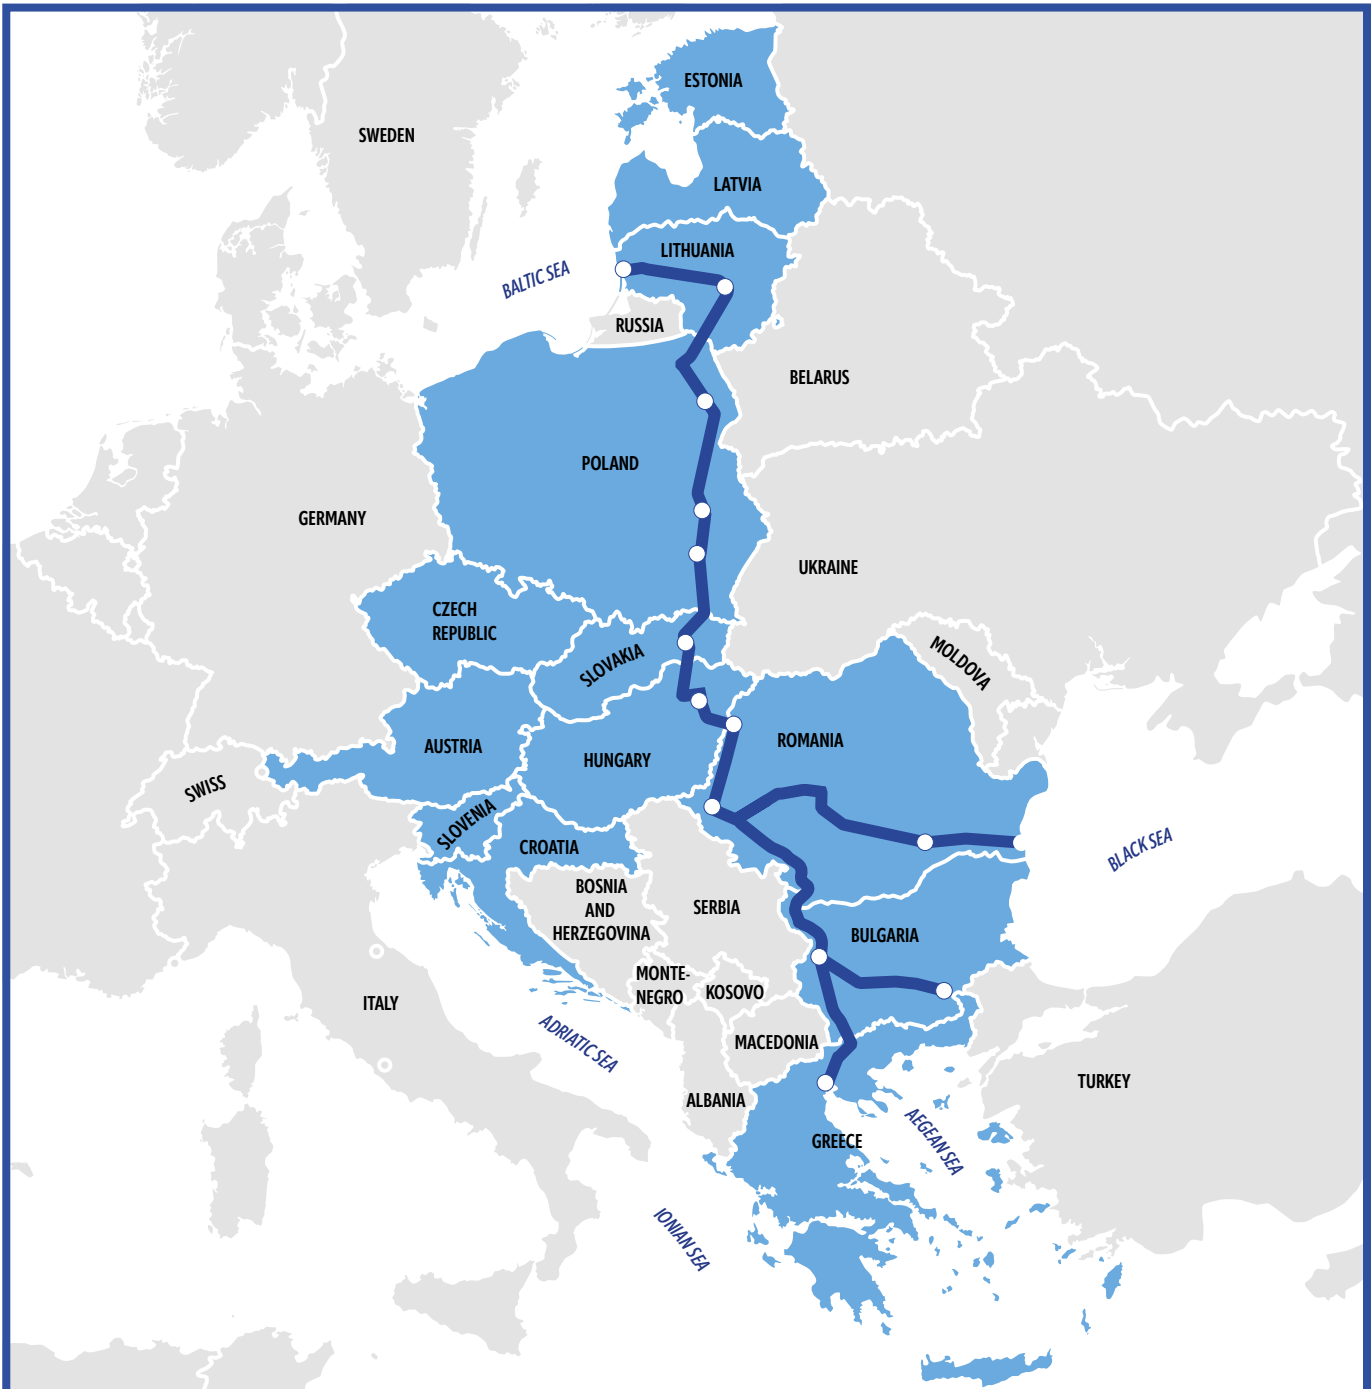 ESTONIA
SWEDEN
LATVIA
LITHUANIA
BALTIC SEA
RUSSIA
BELARUS
POLAND
GERMANY
UKRAINE
CZECH
REPUBLIC
SLOVAKIA
MOLDOVA
AUSTRIA
HUNGARY
ROMANIA
SWISS
SLOVENIA
CROATIA
BLACK SEA
BOSNIA
AND
HERZEGOVINA
SERBIA
BULGARIA
MONTE-
NEGRO
KOSOVO
ITALY
ADRIATIC SEA
MACEDONIA
TURKEY
ALBANIA
GREECE
AEGEAN SEA
IONIAN SEA